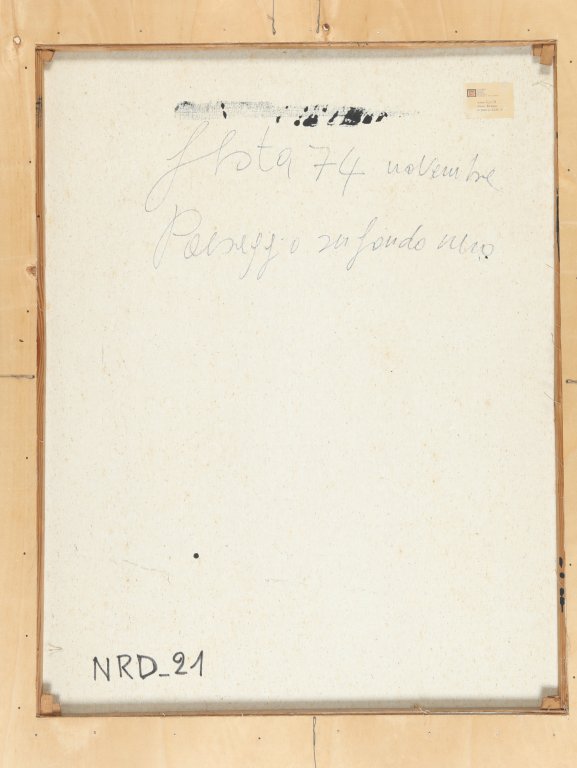 Festa 74 novembre
Paesaggio su fondo nero
NRD_21